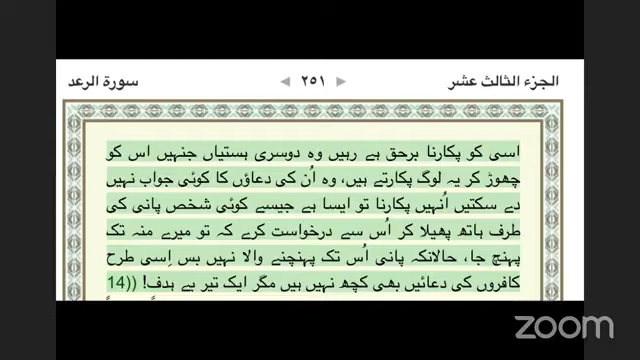 الجزء الثالث عشر ◀ ٢٥١ ▶ سورة الرعد
اسی کو پکارنا برحق ہے رہیں وہ دوسری ہستیاں جنہیں اس کو
چھوڑ کر یہ لوگ پکارتے ہیں، وہ اُن کی دعاؤں کا کوئی جواب نہیں
دے سکتیں اُنہیں پکارنا تو ایسا ہے جیسے کوئی شخص پانی کی
طرف ہاتھ پھیلا کر اُس سے درخواست کرے کہ تو میرے منہ تک
پہنچ جا، حالانکہ پانی اُس تک پہنچنے والا نہیں بس اِسی طرح
کافروں کی دعائیں بھی کچھ نہیں ہیں مگر ایک تیر بے ہدف! ((14
zoom